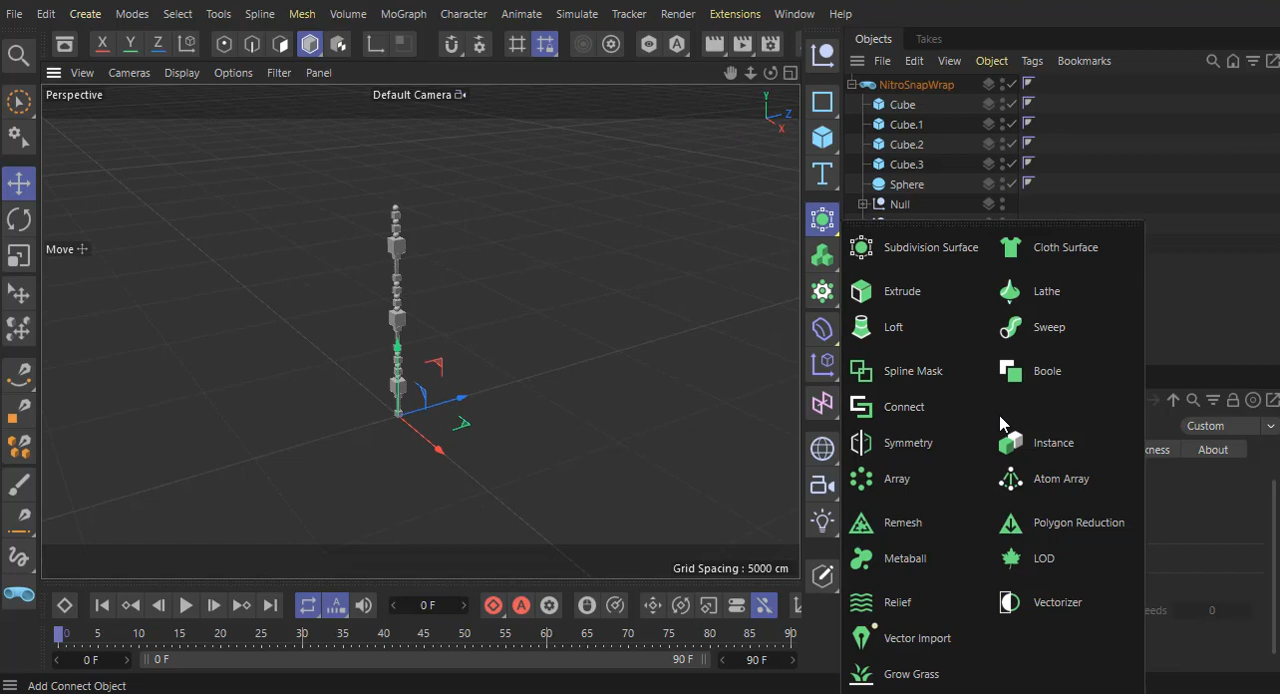 File Edit Create Modes Select Tools Spline Mesh Volume MoGraph Character Animate Simulate Tracker Render Extensions Window Help
X Y Z
Objects Takes
File Edit View Object Tags Bookmarks
View Cameras Display Options Filter Panel
Perspective
Default Camera
Y
Z
X
NitroSnapWrap
Cube
Cube.1
Cube.2
Cube.3
Sphere
Null
Move
Subdivision Surface Cloth Surface
Extrude Lathe
Loft Sweep
Spline Mask Boole
Connect
Symmetry Instance
Array Atom Array
Remesh Polygon Reduction
Metaball LOD
Relief Vectorizer
Vector Import
Grow Grass
Custom
kness About
eeds 0
Grid Spacing : 5000 cm
0 F
0 5 10 15 20 25 30 35 40 45 50 55 60 65 70 75 80 85 90
0 F 0 F 90 F 90 F
Add Connect Object